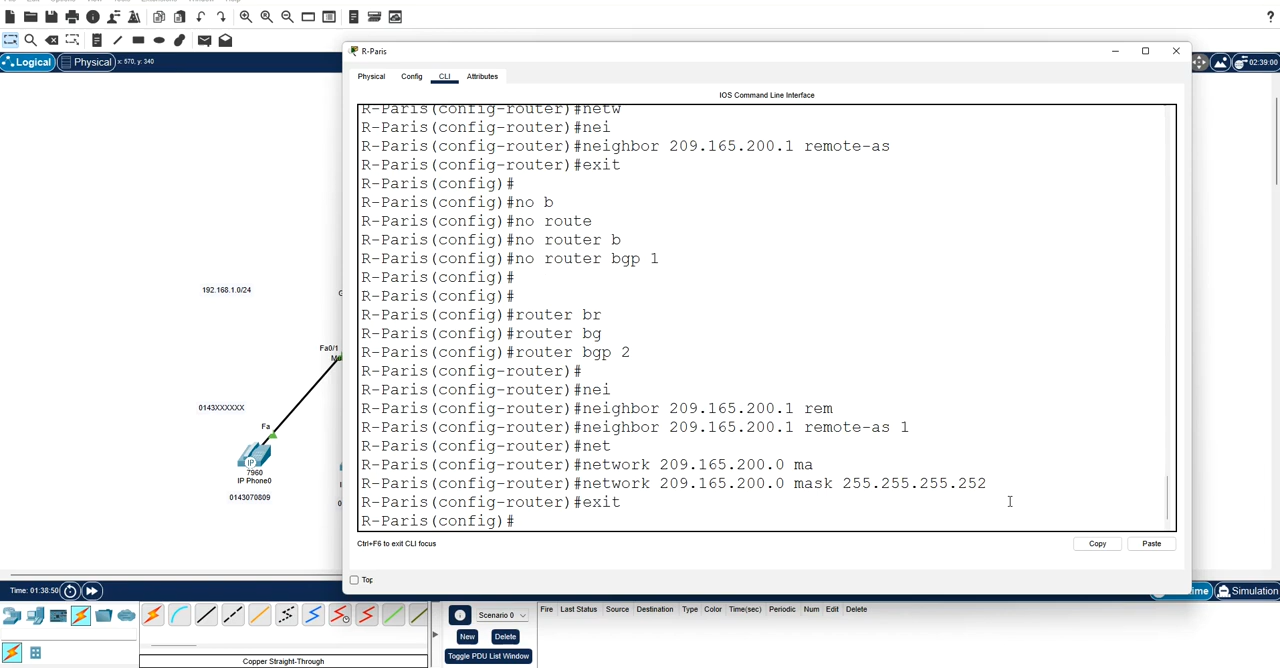 Logical
Physical
x: 570, y: 340
02:39:00
?
R-Paris
Physical
Config
CLI
Attributes
IOS Command Line Interface
R-Paris(config-router)#netw
R-Paris(config-router)#nei
R-Paris(config-router)#neighbor 209.165.200.1 remote-as
R-Paris(config-router)#exit
R-Paris(config)#
R-Paris(config)#no b
R-Paris(config)#no route
R-Paris(config)#no router b
R-Paris(config)#no router bgp 1
R-Paris(config)#
R-Paris(config)#
R-Paris(config)#router br
R-Paris(config)#router bg
R-Paris(config)#router bgp 2
R-Paris(config-router)#
R-Paris(config-router)#nei
R-Paris(config-router)#neighbor 209.165.200.1 rem
R-Paris(config-router)#neighbor 209.165.200.1 remote-as 1
R-Paris(config-router)#net
R-Paris(config-router)#network 209.165.200.0 ma
R-Paris(config-router)#network 209.165.200.0 mask 255.255.255.252
R-Paris(config-router)#exit
R-Paris(config)#
Ctrl+F6 to exit CLI focus
Copy
Paste
Top
192.168.1.0/24
Fa0/1
0143XXXXXX
Fa
IP
7960
IP Phone0
0143070809
Time: 01:38:50
Simulation
Scenario 0
New
Delete
Toggle PDU List Window
Fire
Last Status
Source
Destination
Type
Color
Time(sec)
Periodic
Num
Edit
Delete
Copper Straight-Through